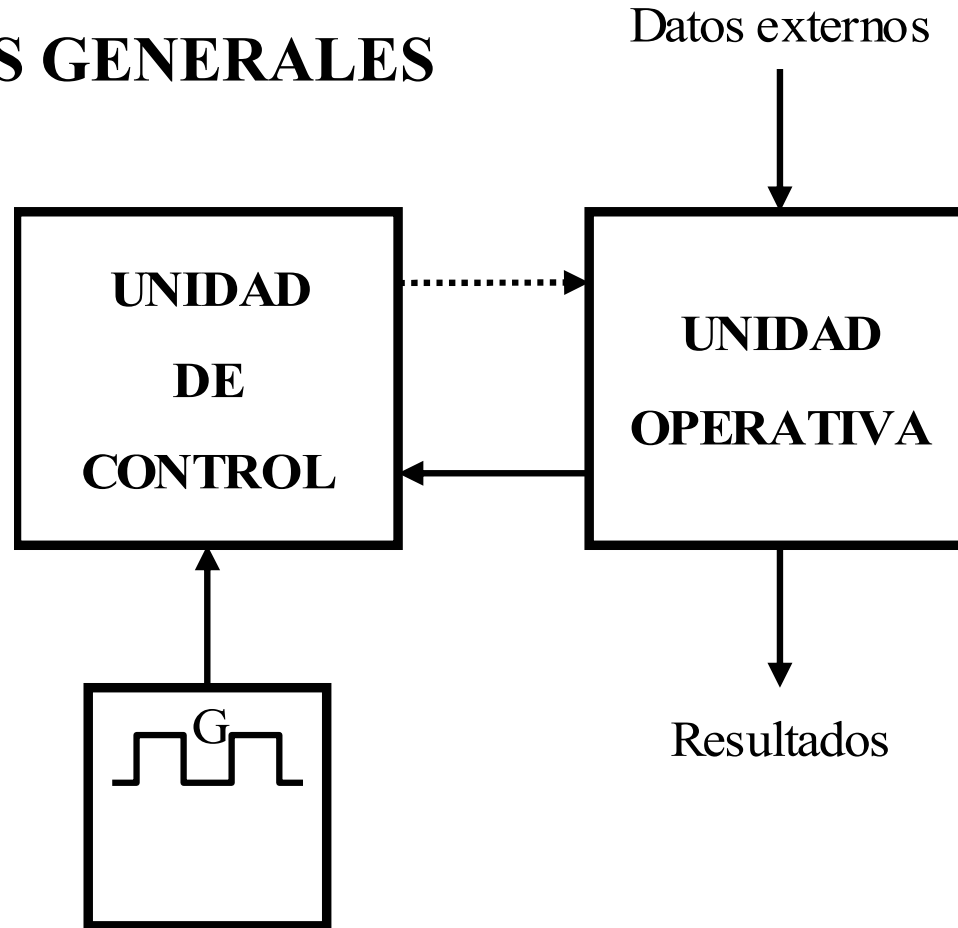 S GENERALES
Datos externos
UNIDAD
DE
CONTROL
UNIDAD
OPERATIVA
G
Resultados